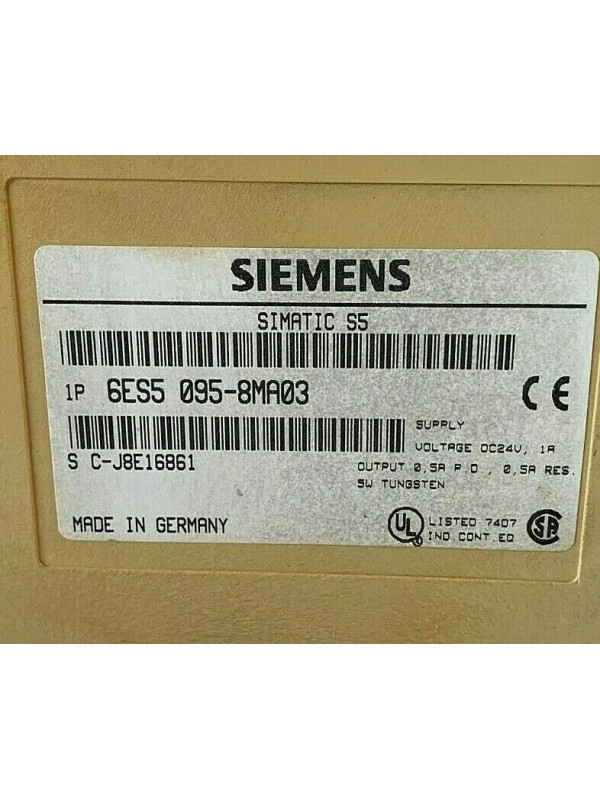 SIEMENS
SIMATIC S5
1P 6ES5 095-8MA03
CE
SUPPLY
VOLTAGE DC24V, 1A
S C-J8E16861
OUTPUT 0,5A P.D., 0,5A RES.
5W TUNGSTEN
MADE IN GERMANY
UL LISTED 7407
IND.CONT.EQ
SA